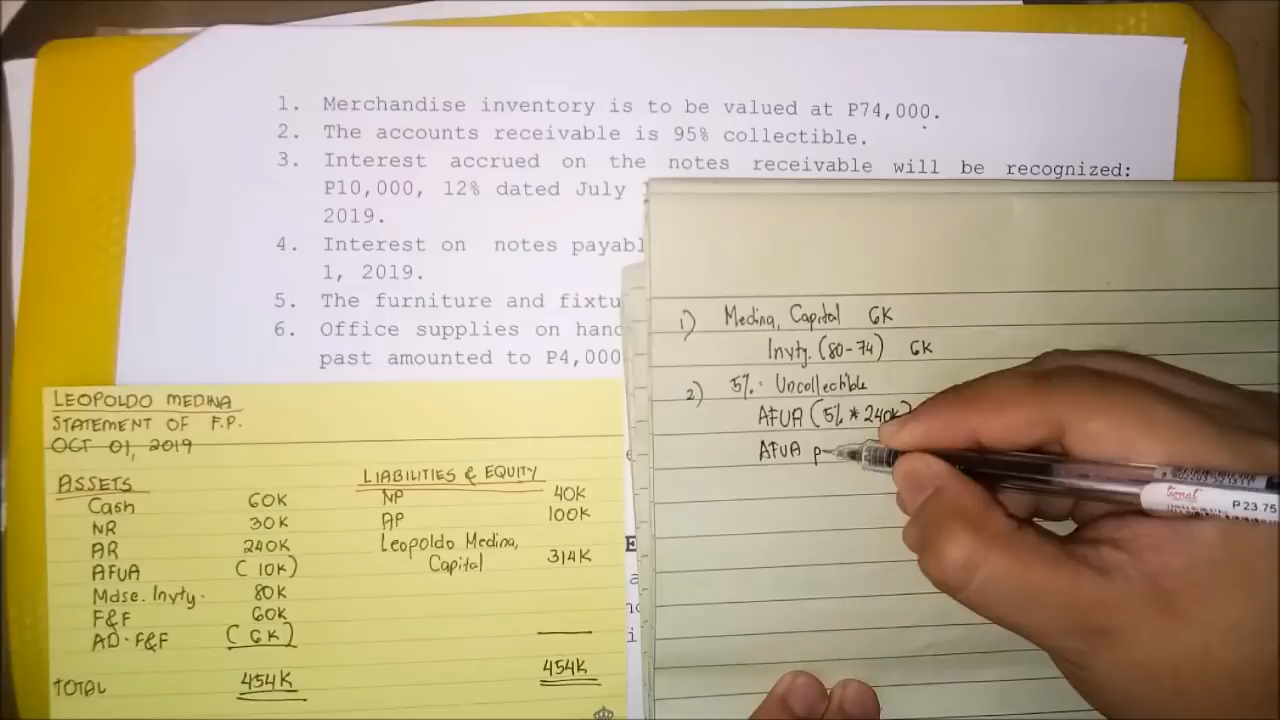 1. Merchandise inventory is to be valued at P74,000.
2. The accounts receivable is 95% collectible.
3. Interest accrued on the notes receivable will be recognized:
P10,000, 12% dated July
2019.
4. Interest on notes payabl
1, 2019.
5. The furniture and fixtu
6. Office supplies on hand
past amounted to P4,000
LEOPOLDO MEDINA
STATEMENT OF F.P.
OCT 01, 2019
ASSETS
Cash 60K
NR 30K
AR 240K
AFUA (10K)
Mdse. Invty. 80K
F&F 60K
AD-F&F (6K)
TOTAL 454K
LIABILITIES & EQUITY
NP 40K
AP 100K
Leopoldo Medina,
Capital 314K
454K
1) Medina, Capital 6K
Invty. (80-74) 6K
2) 5%: Uncollectible
AFUA (5% * 240K)
AFUA p
P23.75